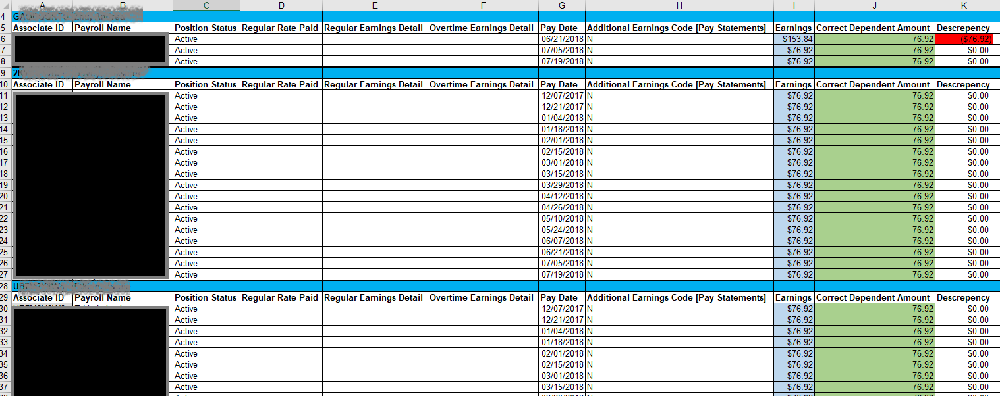 A B C D E F G H I J K
4
5 Associate ID Payroll Name Position Status Regular Rate Paid Regular Earnings Detail Overtime Earnings Detail Pay Date Additional Earnings Code [Pay Statements] Earnings Correct Dependent Amount Descrepency
6 Active 06/21/2018 N $153.84 76.92 ($76.92)
7 Active 07/05/2018 N $76.92 76.92 $0.00
8 Active 07/19/2018 N $76.92 76.92 $0.00
9
10 Associate ID Payroll Name Position Status Regular Rate Paid Regular Earnings Detail Overtime Earnings Detail Pay Date Additional Earnings Code [Pay Statements] Earnings Correct Dependent Amount Descrepency
11 Active 12/07/2017 N $76.92 76.92 $0.00
12 Active 12/21/2017 N $76.92 76.92 $0.00
13 Active 01/04/2018 N $76.92 76.92 $0.00
14 Active 01/18/2018 N $76.92 76.92 $0.00
15 Active 02/01/2018 N $76.92 76.92 $0.00
16 Active 02/15/2018 N $76.92 76.92 $0.00
17 Active 03/01/2018 N $76.92 76.92 $0.00
18 Active 03/15/2018 N $76.92 76.92 $0.00
19 Active 03/29/2018 N $76.92 76.92 $0.00
20 Active 04/12/2018 N $76.92 76.92 $0.00
21 Active 04/26/2018 N $76.92 76.92 $0.00
22 Active 05/10/2018 N $76.92 76.92 $0.00
23 Active 05/24/2018 N $76.92 76.92 $0.00
24 Active 06/07/2018 N $76.92 76.92 $0.00
25 Active 06/21/2018 N $76.92 76.92 $0.00
26 Active 07/05/2018 N $76.92 76.92 $0.00
27 Active 07/19/2018 N $76.92 76.92 $0.00
28
29 Associate ID Payroll Name Position Status Regular Rate Paid Regular Earnings Detail Overtime Earnings Detail Pay Date Additional Earnings Code [Pay Statements] Earnings Correct Dependent Amount Descrepency
30 Active 12/07/2017 N $76.92 76.92 $0.00
31 Active 12/21/2017 N $76.92 76.92 $0.00
32 Active 01/04/2018 N $76.92 76.92 $0.00
33 Active 01/18/2018 N $76.92 76.92 $0.00
34 Active 02/01/2018 N $76.92 76.92 $0.00
35 Active 02/15/2018 N $76.92 76.92 $0.00
36 Active 03/01/2018 N $76.92 76.92 $0.00
37 Active 03/15/2018 N $76.92 76.92 $0.00